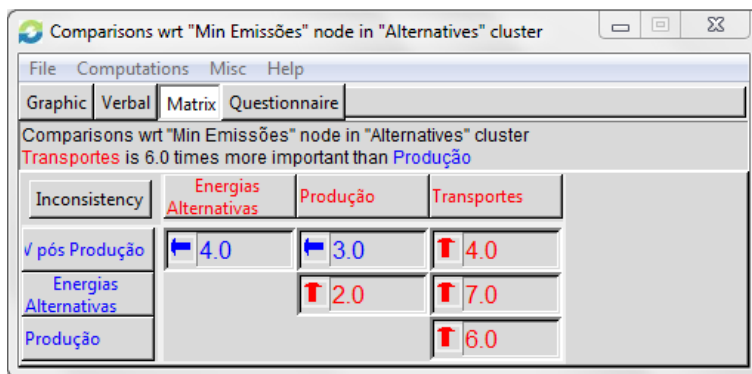 Comparisons wrt "Min Emissões" node in "Alternatives" cluster
File Computations Misc Help
Graphic Verbal Matrix Questionnaire
Comparisons wrt "Min Emissões" node in "Alternatives" cluster
Transportes is 6.0 times more important than Produção
Inconsistency
Energias
Alternativas
Produção
Transportes
V pós Produção
4.0
3.0
4.0
Energias
Alternativas
2.0
7.0
Produção
6.0